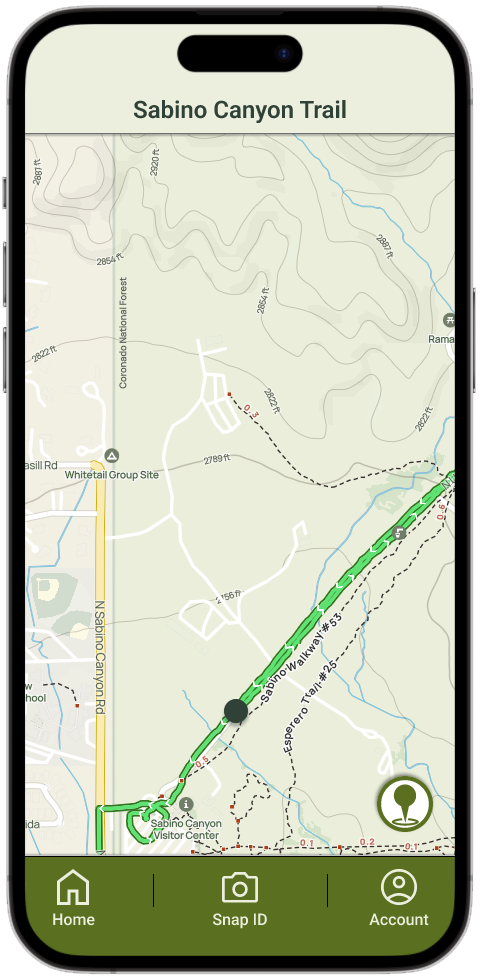 Sabino Canyon Trail
2881 ft
2920 ft
2887 ft
2854 ft
Coronado National Forest
2854 ft
Rama
2822 ft
2822 ft
2822 ft
0.3
2789 ft
asill Rd
Whitetail Group Site
0.6
2756 ft
N Sabino Canyon Rd
Sabino Walkway #53
Esperero Trail #25
w
hool
0.5
Sabino Canyon
Visitor Center
ida
0.1
0.2
0.1
Home
Snap ID
Account